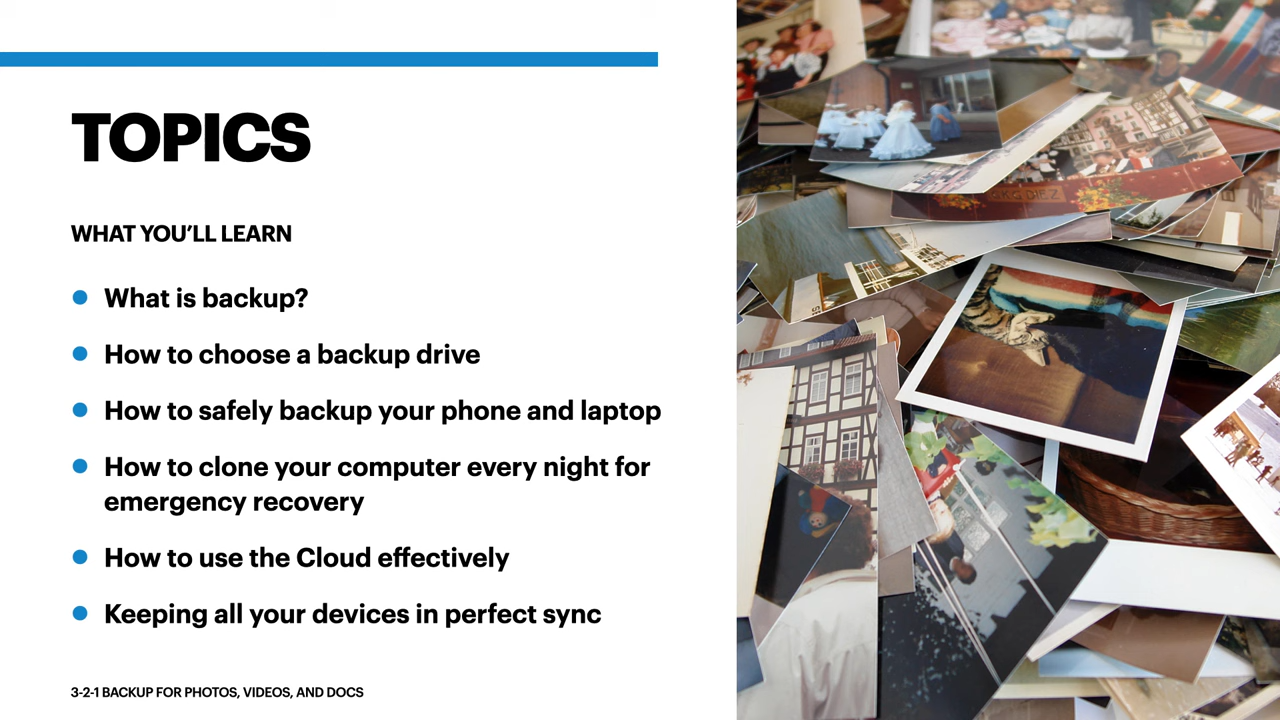 TOPICS
WHAT YOU’LL LEARN
What is backup?
How to choose a backup drive
How to safely backup your phone and laptop
How to clone your computer every night for
emergency recovery
How to use the Cloud effectively
Keeping all your devices in perfect sync
3-2-1 BACKUP FOR PHOTOS, VIDEOS, AND DOCS